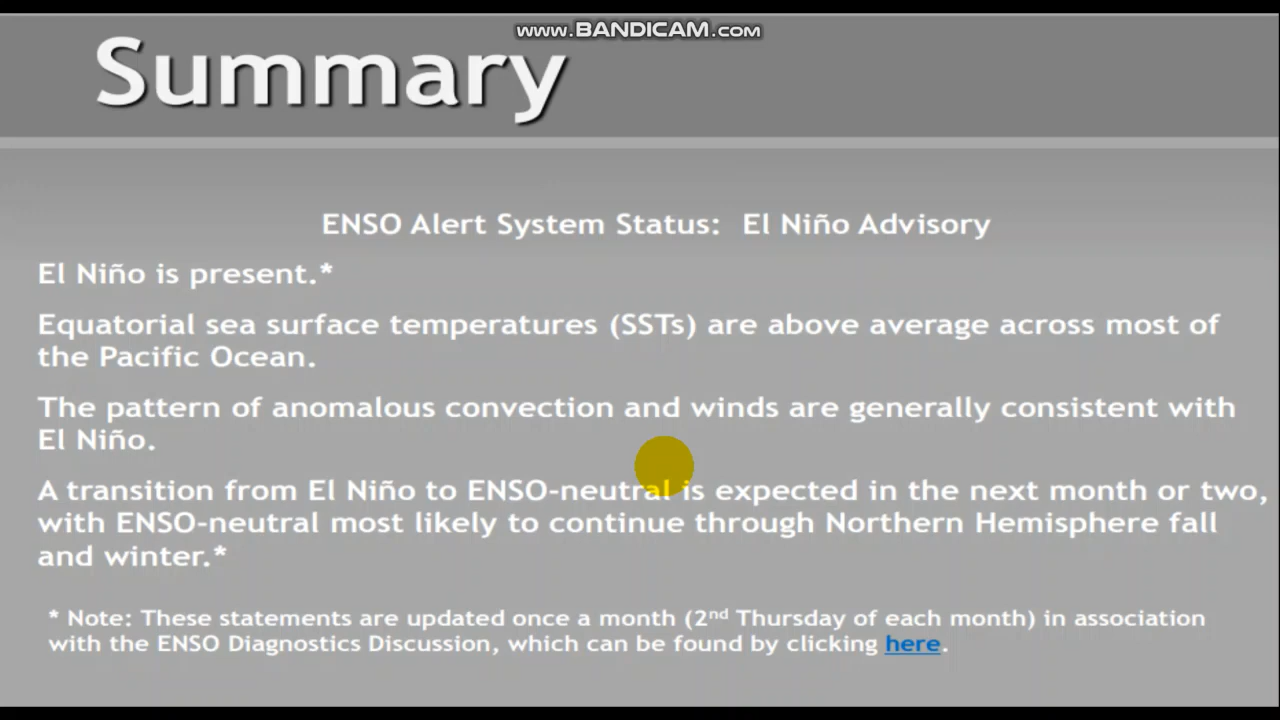 www.BANDICAM.com
Summary
ENSO Alert System Status: El Niño Advisory
El Niño is present.*
Equatorial sea surface temperatures (SSTs) are above average across most of
the Pacific Ocean.
The pattern of anomalous convection and winds are generally consistent with
El Niño.
A transition from El Niño to ENSO-neutral is expected in the next month or two,
with ENSO-neutral most likely to continue through Northern Hemisphere fall
and winter.*
* Note: These statements are updated once a month (2nd Thursday of each month) in association
with the ENSO Diagnostics Discussion, which can be found by clicking here.